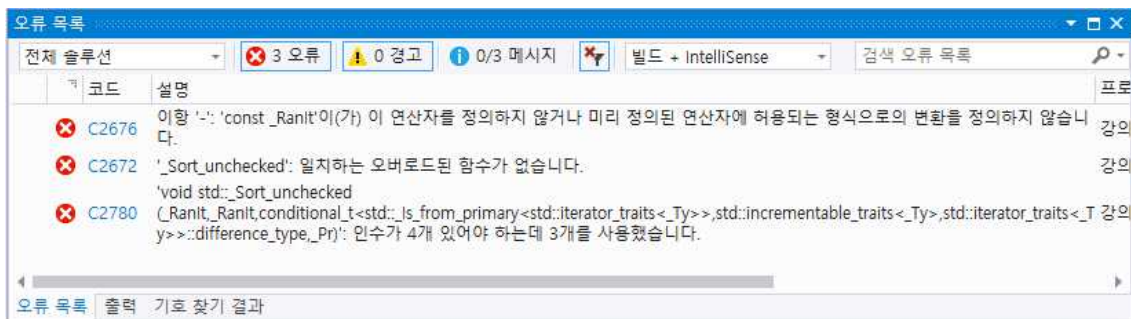 오류 목록
전체 솔루션 3 오류 0 경고 0/3 메시지 빌드 + IntelliSense 검색 오류 목록
코드 설명 프로
C2676 이항 '-': 'const _RanIt'이(가) 이 연산자를 정의하지 않거나 미리 정의된 연산자에 허용되는 형식으로의 변환을 정의하지 않습니 강의
다.
C2672 '_Sort_unchecked': 일치하는 오버로드된 함수가 없습니다. 강의
'void std::_Sort_unchecked
C2780 (_RanIt,_RanIt,conditional_t<std::_Is_from_primary<std::iterator_traits<_Ty>>,std::incrementable_traits<_Ty>,std::iterator_traits<_T 강의
y>>::difference_type,_Pr)': 인수가 4개 있어야 하는데 3개를 사용했습니다.
오류 목록 출력 기호 찾기 결과